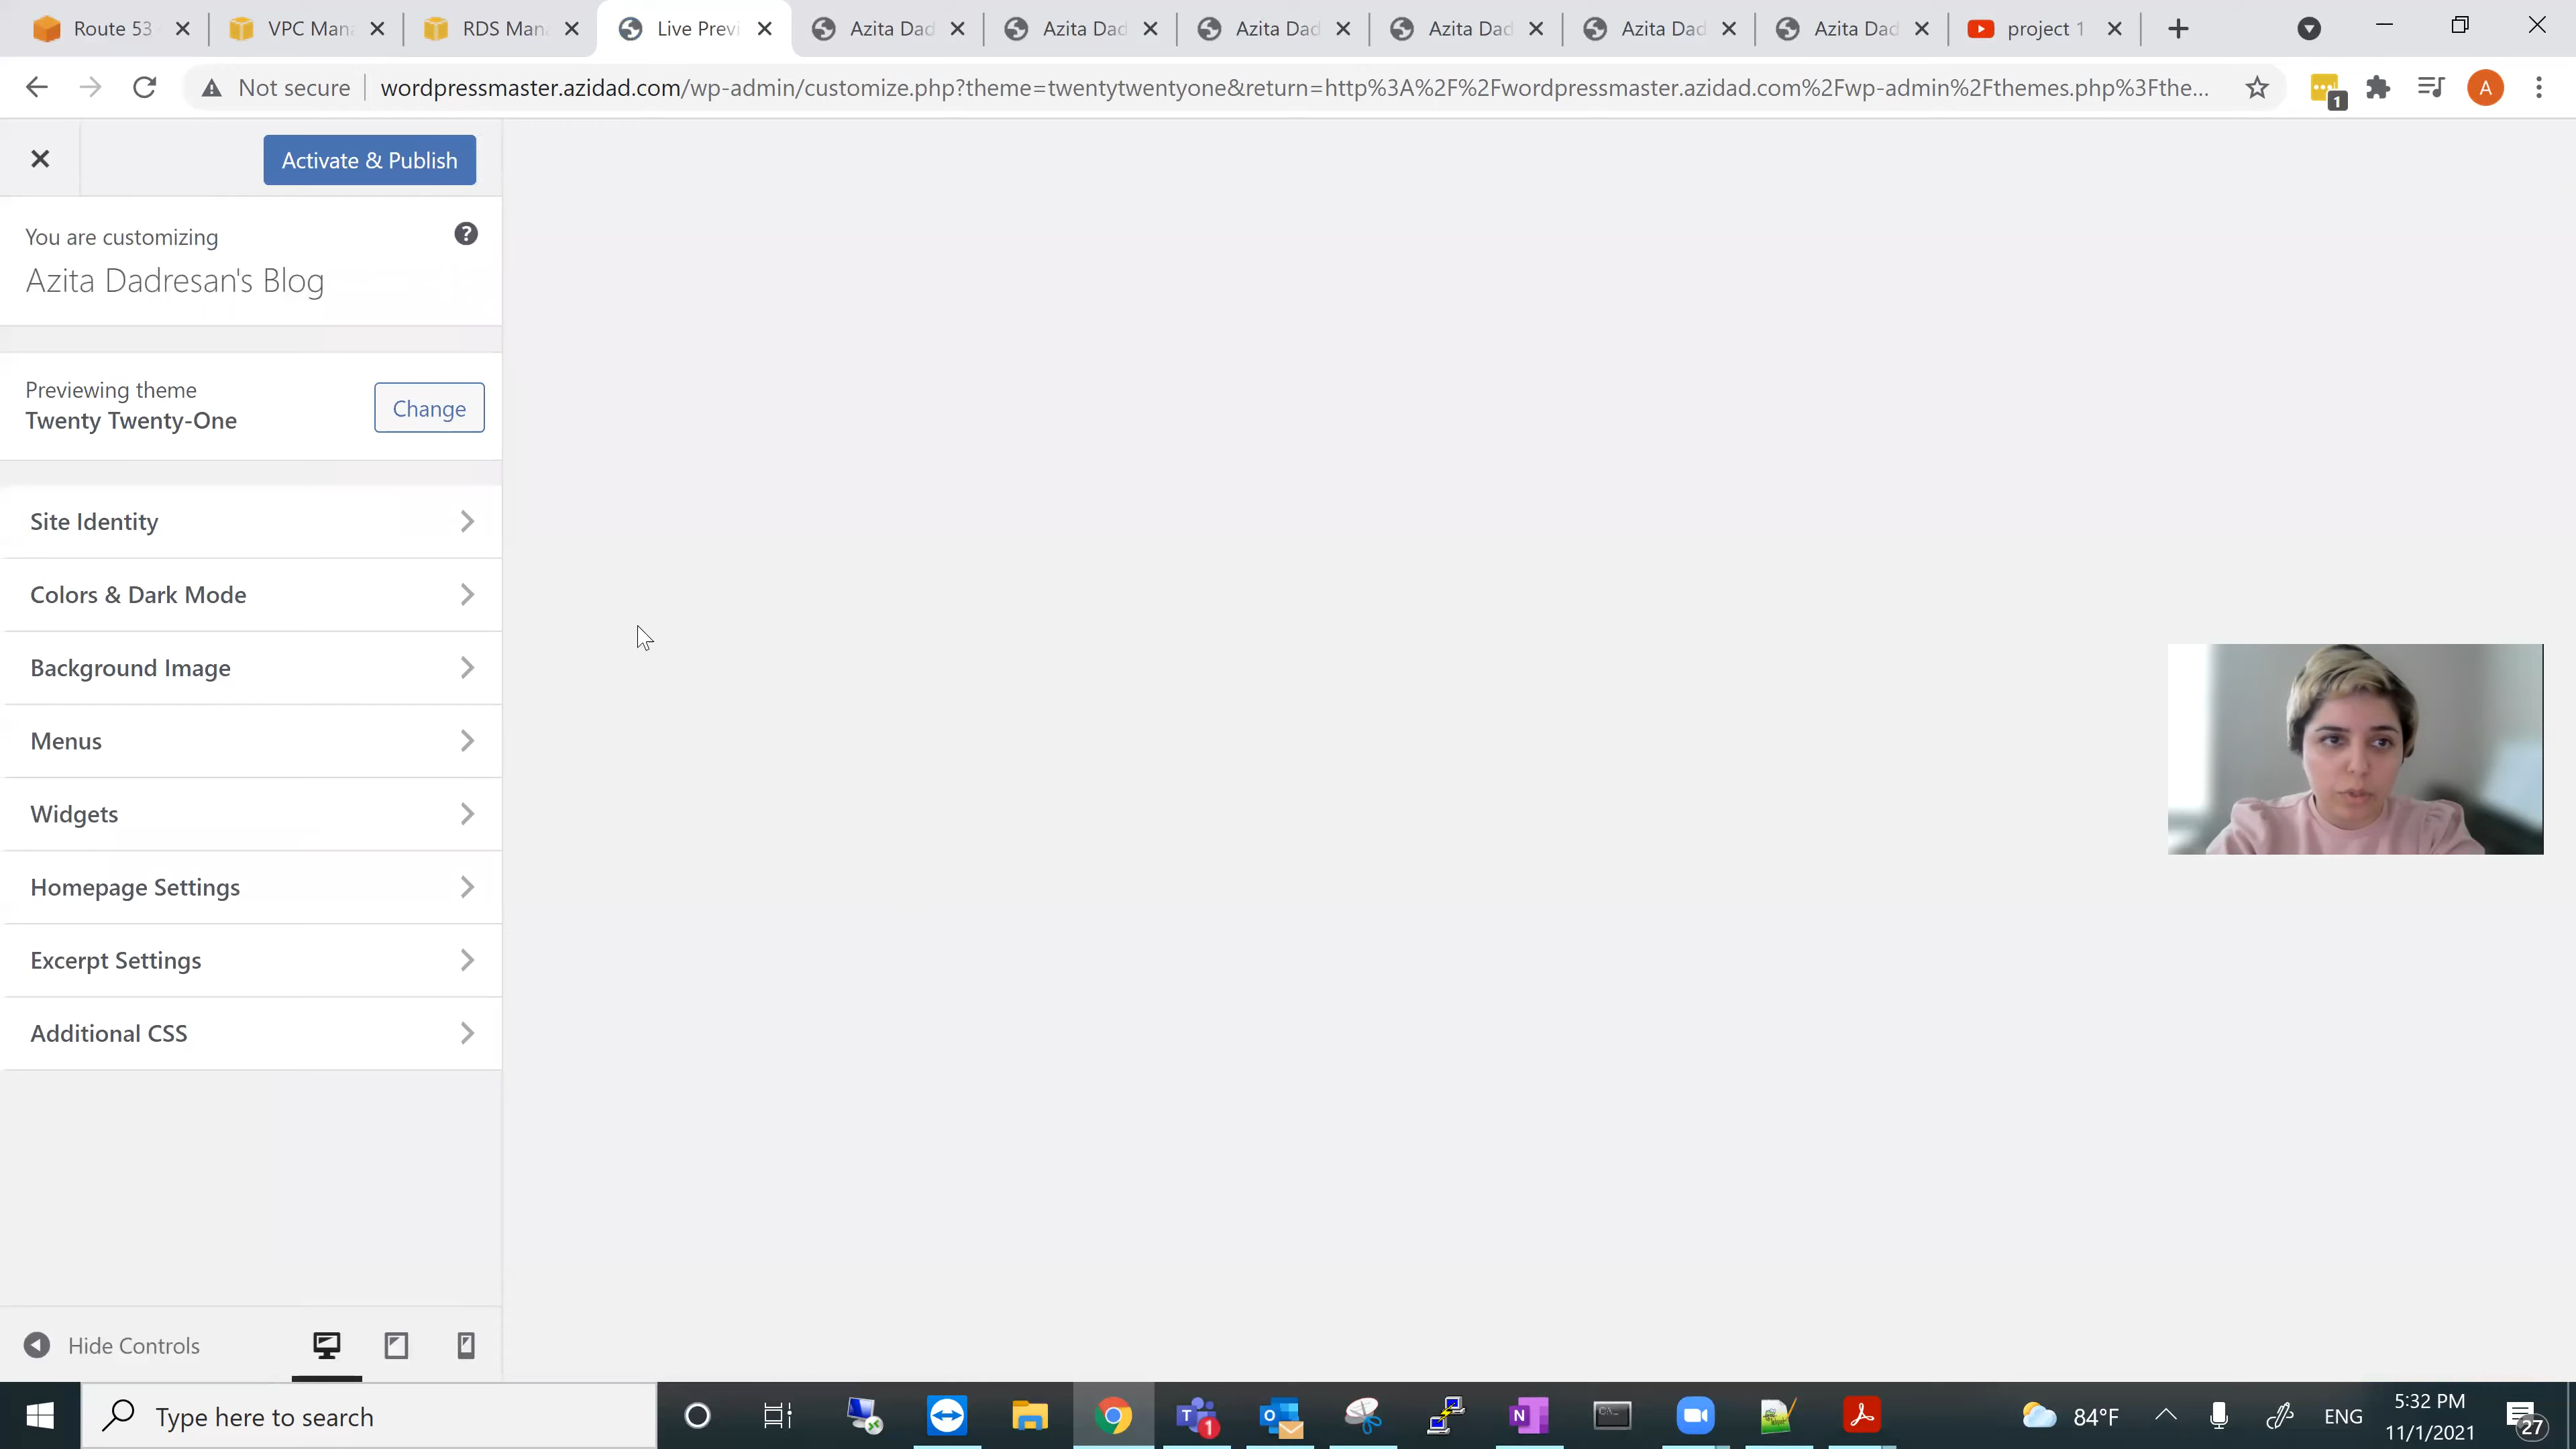 Route 53
VPC Man
RDS Man
Live Previ
Azita Dad
Azita Dad
Azita Dad
Azita Dad
Azita Dad
Azita Dad
project 1
Not secure
wordpressmaster.azidad.com/wp-admin/customize.php?theme=twentytwentyone&return=http%3A%2F%2Fwordpressmaster.azidad.com%2Fwp-admin%2Fthemes.php%3Fthe...
1
A
Activate & Publish
You are customizing
Azita Dadresan's Blog
Previewing theme
Twenty Twenty-One
Change
Site Identity
Colors & Dark Mode
Background Image
Menus
Widgets
Homepage Settings
Excerpt Settings
Additional CSS
Hide Controls
Type here to search
1
84°F
ENG
5:32 PM
11/1/2021
27